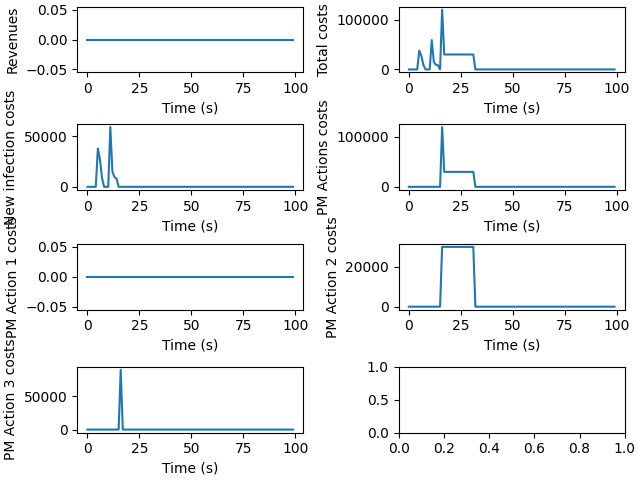 Revenues
0.05
0.00
−0.05
0 25 50 75 100
Time (s)
Total costs
100000
0
0 25 50 75 100
Time (s)
New infection costs
50000
0
0 25 50 75 100
Time (s)
PM Actions costs
100000
0
0 25 50 75 100
Time (s)
PM Action 1 costs
0.05
0.00
−0.05
0 25 50 75 100
Time (s)
PM Action 2 costs
20000
0
0 25 50 75 100
Time (s)
PM Action 3 costs
50000
0
0 25 50 75 100
Time (s)
1.0
0.5
0.0
0.0 0.2 0.4 0.6 0.8 1.0